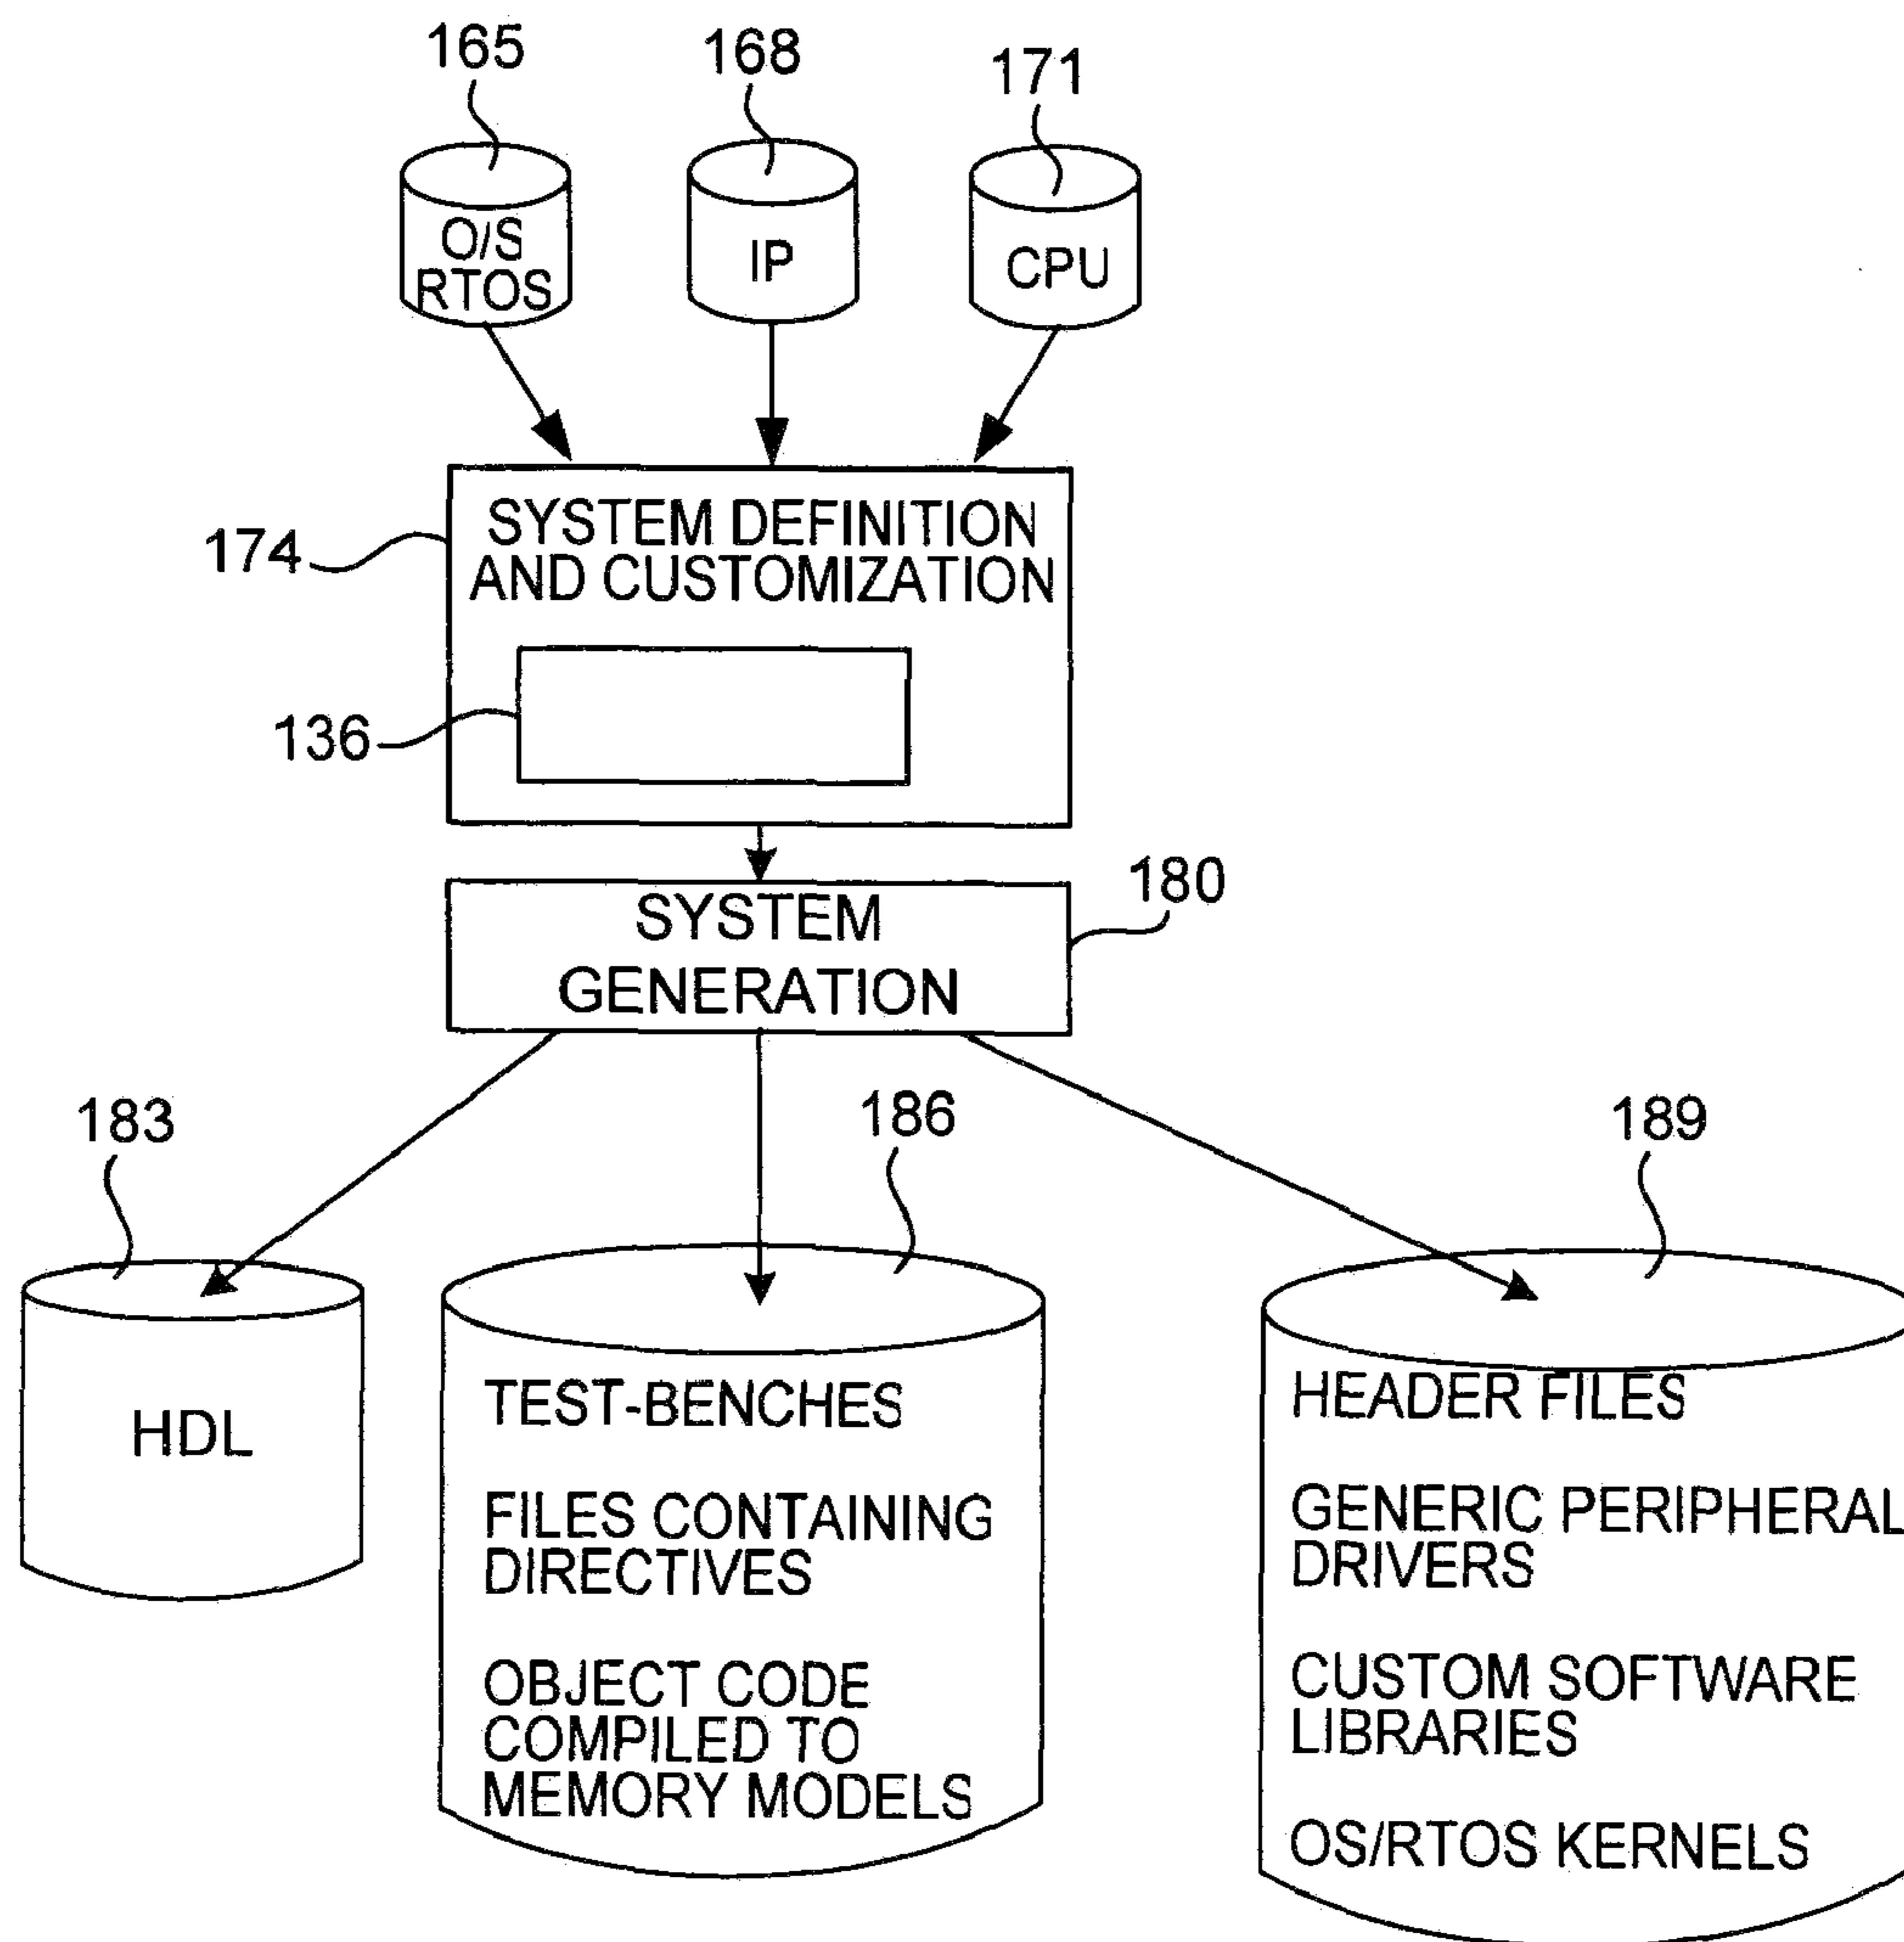 165
168
171
O/S
RTOS
IP
CPU
174
SYSTEM DEFINITION
AND CUSTOMIZATION
136
180
SYSTEM
GENERATION
183
186
189
HDL
TEST-BENCHES
FILES CONTAINING
DIRECTIVES
OBJECT CODE
COMPILED TO
MEMORY MODELS
HEADER FILES
GENERIC PERIPHERAL
DRIVERS
CUSTOM SOFTWARE
LIBRARIES
OS/RTOS KERNELS